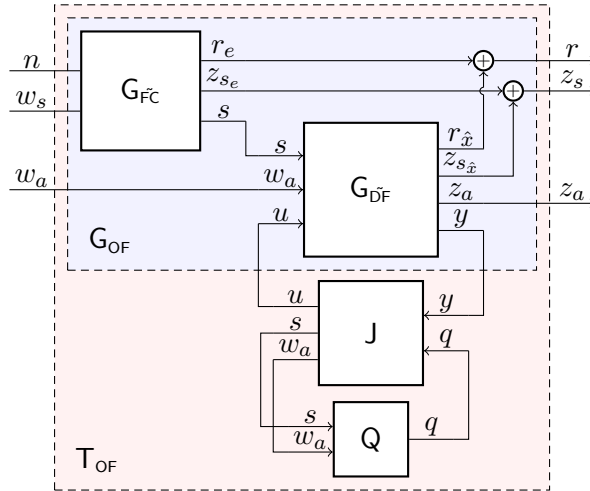 n
w_s
w_a
G_F̃C
r_e
z_{s_e}
s
r
z_s
s
w_a
u
G_D̃F
r_x̂
z_{s_x̂}
z_a
y
z_a
G_OF
u
s
w_a
J
y
q
s
w_a
Q
q
T_OF